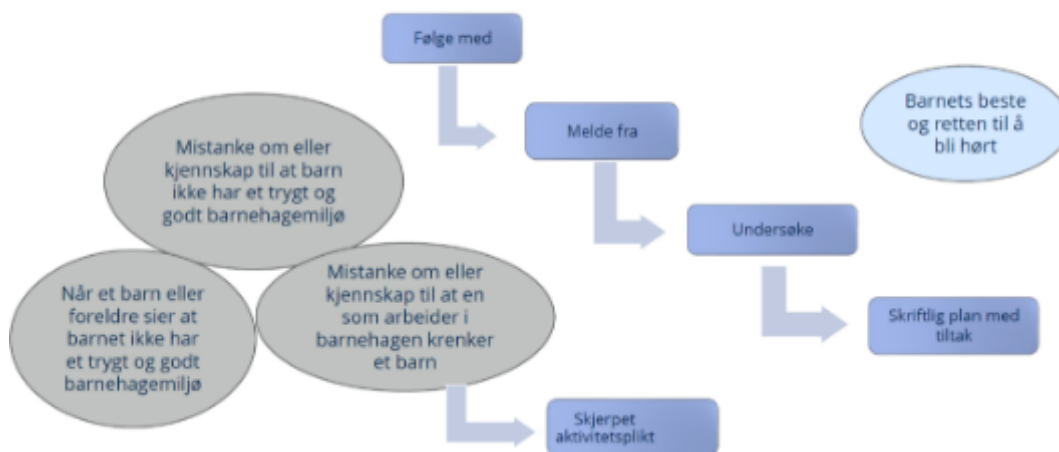 Følge med
Melde fra
Barnets beste
og retten til å
bli hørt
Mistanke om eller
kjennskap til at barn
ikke har et trygt og
godt barnehagemiljø
Undersøke
Når et barn eller
foreldre sier at
barnet ikke har
et trygt og godt
barnehagemiljø
Mistanke om eller
kjennskap til at en
som arbeider i
barnehagen krenker
et barn
Skriftlig plan med
tiltak
Skjerpet
aktivitetsplikt